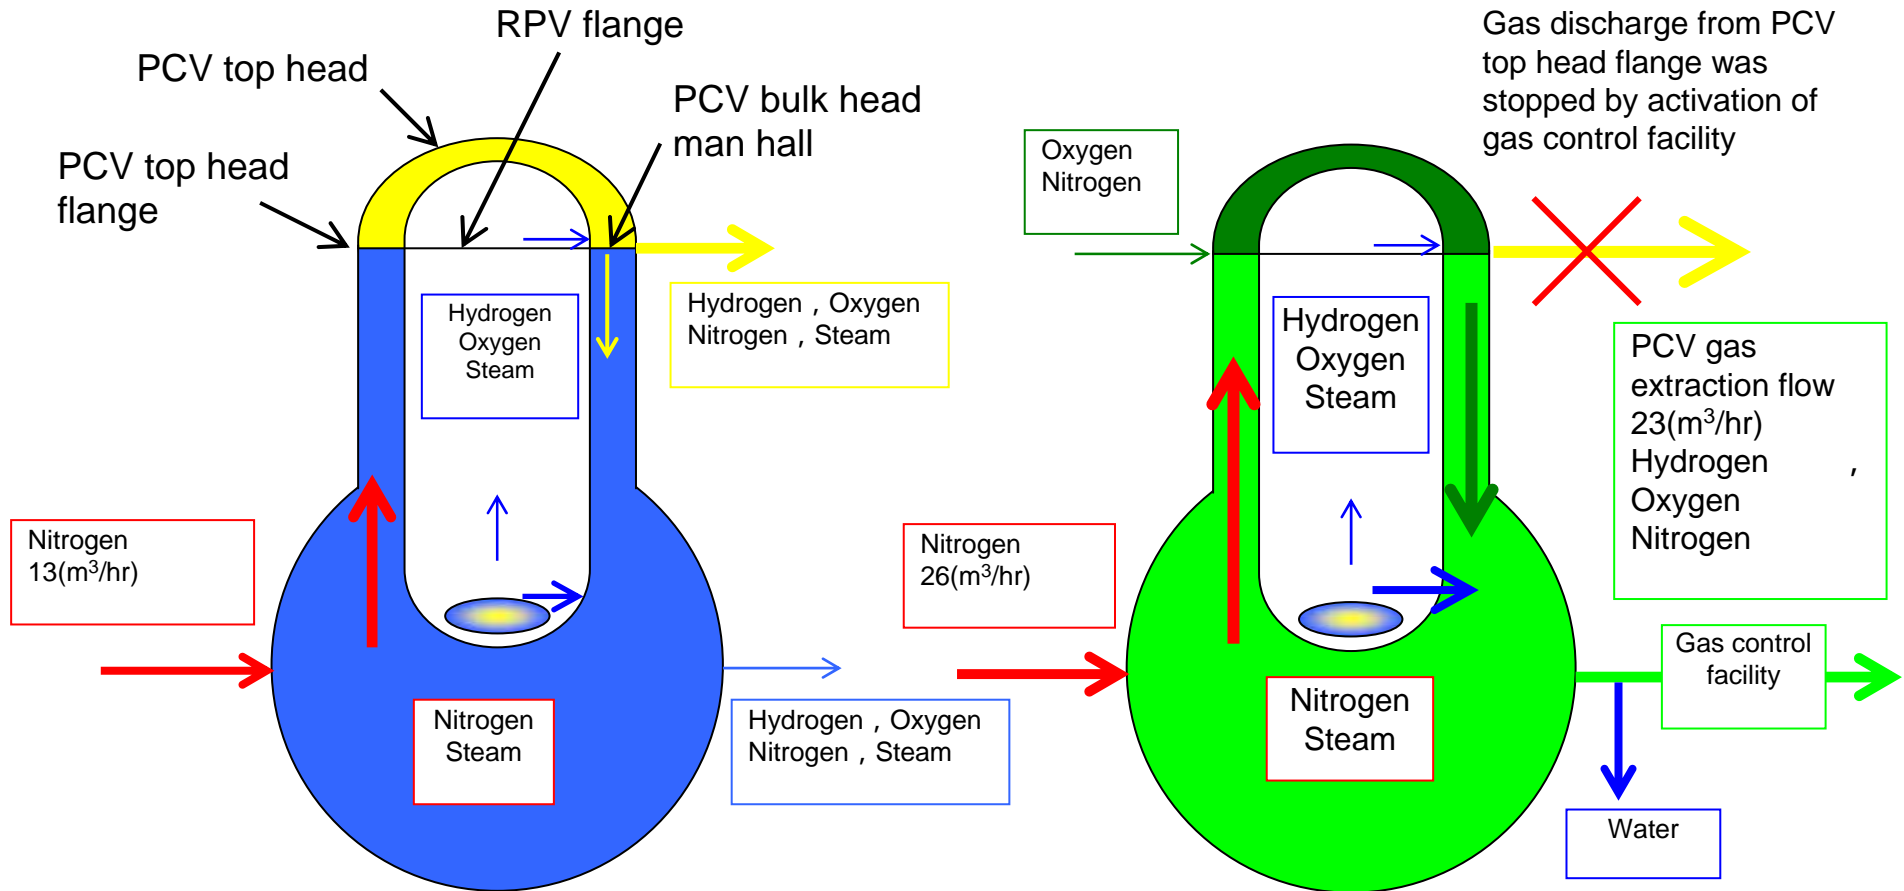 RPV flange
PCV top head
PCV bulk head
man hall
PCV top head
flange
Hydrogen , Oxygen
Nitrogen , Steam
Hydrogen
Oxygen
Steam
Nitrogen
13(m³/hr)
Nitrogen
Steam
Hydrogen , Oxygen
Nitrogen , Steam
Gas discharge from PCV
top head flange was
stopped by activation of
gas control facility
Oxygen
Nitrogen
Hydrogen
Oxygen
Steam
PCV gas
extraction flow
23(m³/hr)
Hydrogen ,
Oxygen
Nitrogen
Nitrogen
26(m³/hr)
Nitrogen
Steam
Gas control
facility
Water